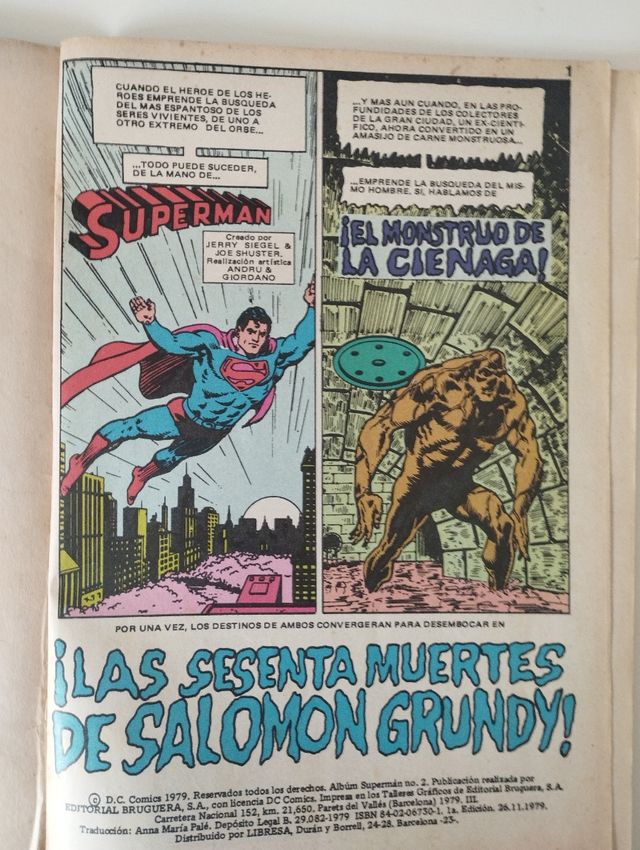 1
CUANDO EL HEROE DE LOS HE-
ROES EMPRENDE LA BUSQUEDA
DEL MAS ESPANTOSO DE LOS
SERES VIVIENTES, DE UNO A
OTRO EXTREMO DEL ORBE...
...TODO PUEDE SUCEDER,
DE LA MANO DE...
SUPERMAN
Creado por
JERRY SIEGEL &
JOE SHUSTER.
Realización artística
ANDRU &
GIORDANO
...Y MAS AUN CUANDO, EN LAS PRO-
FUNDIDADES DE LOS COLECTORES
DE LA GRAN CIUDAD, UN EX-CIENTI-
FICO, AHORA CONVERTIDO EN UN
AMASIJO DE CARNE MONSTRUOSA...
...EMPRENDE LA BUSQUEDA DEL MIS-
MO HOMBRE. SI, HABLAMOS DE
¡EL MONSTRUO DE
LA CIENAGA!
POR UNA VEZ, LOS DESTINOS DE AMBOS CONVERGERAN PARA DESEMBOCAR EN
¡LAS SESENTA MUERTES
DE SALOMON GRUNDY!
© D.C. Comics 1979. Reservados todos los derechos. Albúm Supermán no. 2. Publicación realizada por
EDITORIAL BRUGUERA, S.A., con licencia DC Comics. Impresa en los Talleres Gráficos de Editorial Bruguera, S.A.
Carretera Nacional 152, km. 21,650. Parets del Vallés (Barcelona) 1979. III.
Traducción: Anna María Palé. Depósito Legal B. 29.082-1979 ISBN 84-02-06730-1. 1a. Edición. 26.11.1979.
Distribuido por LIBRESA, Durán y Borrell, 24-28. Barcelona -23-.